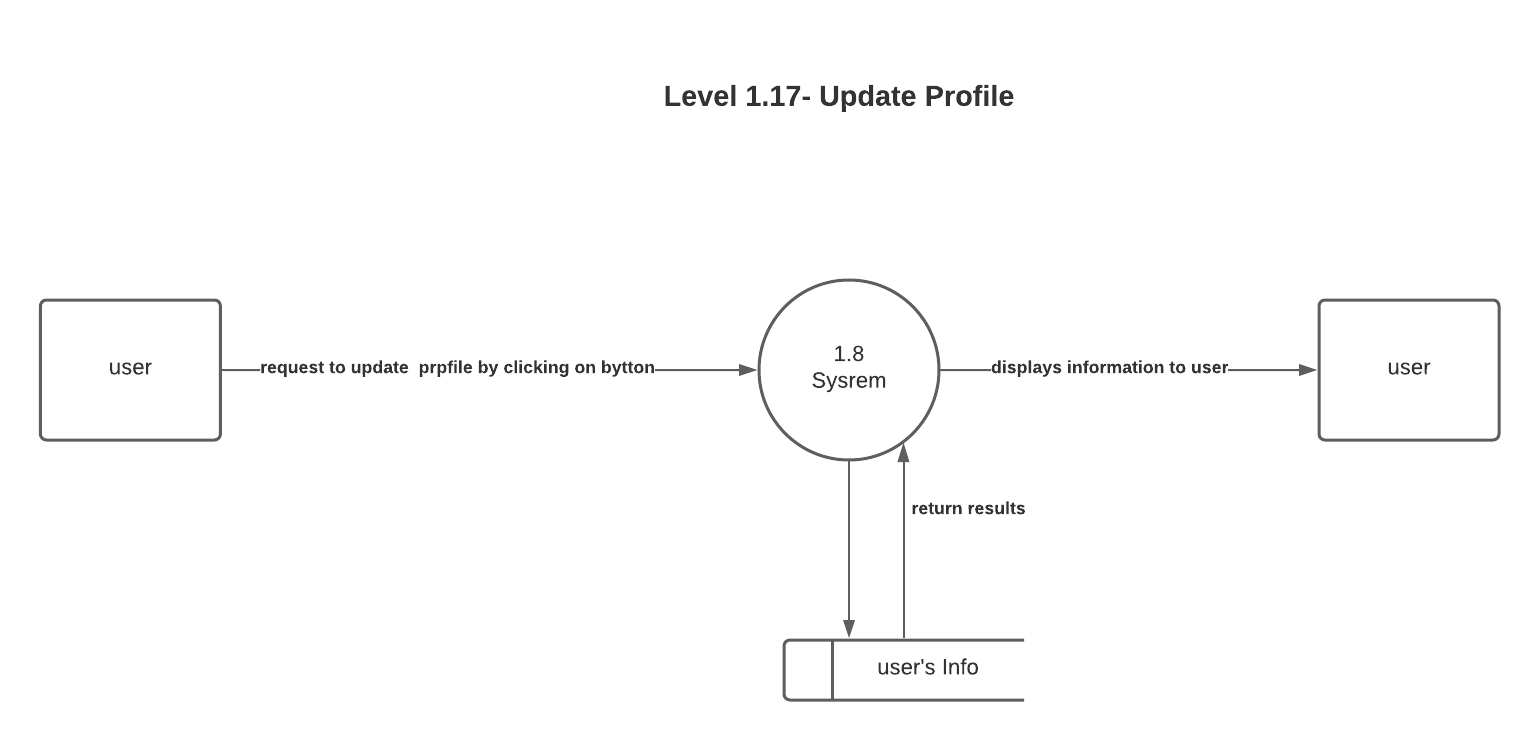 Level 1.17- Update Profile
user
request to update  prpfile by clicking on bytton
1.8
Sysrem
displays information to user
user
return results
user's Info